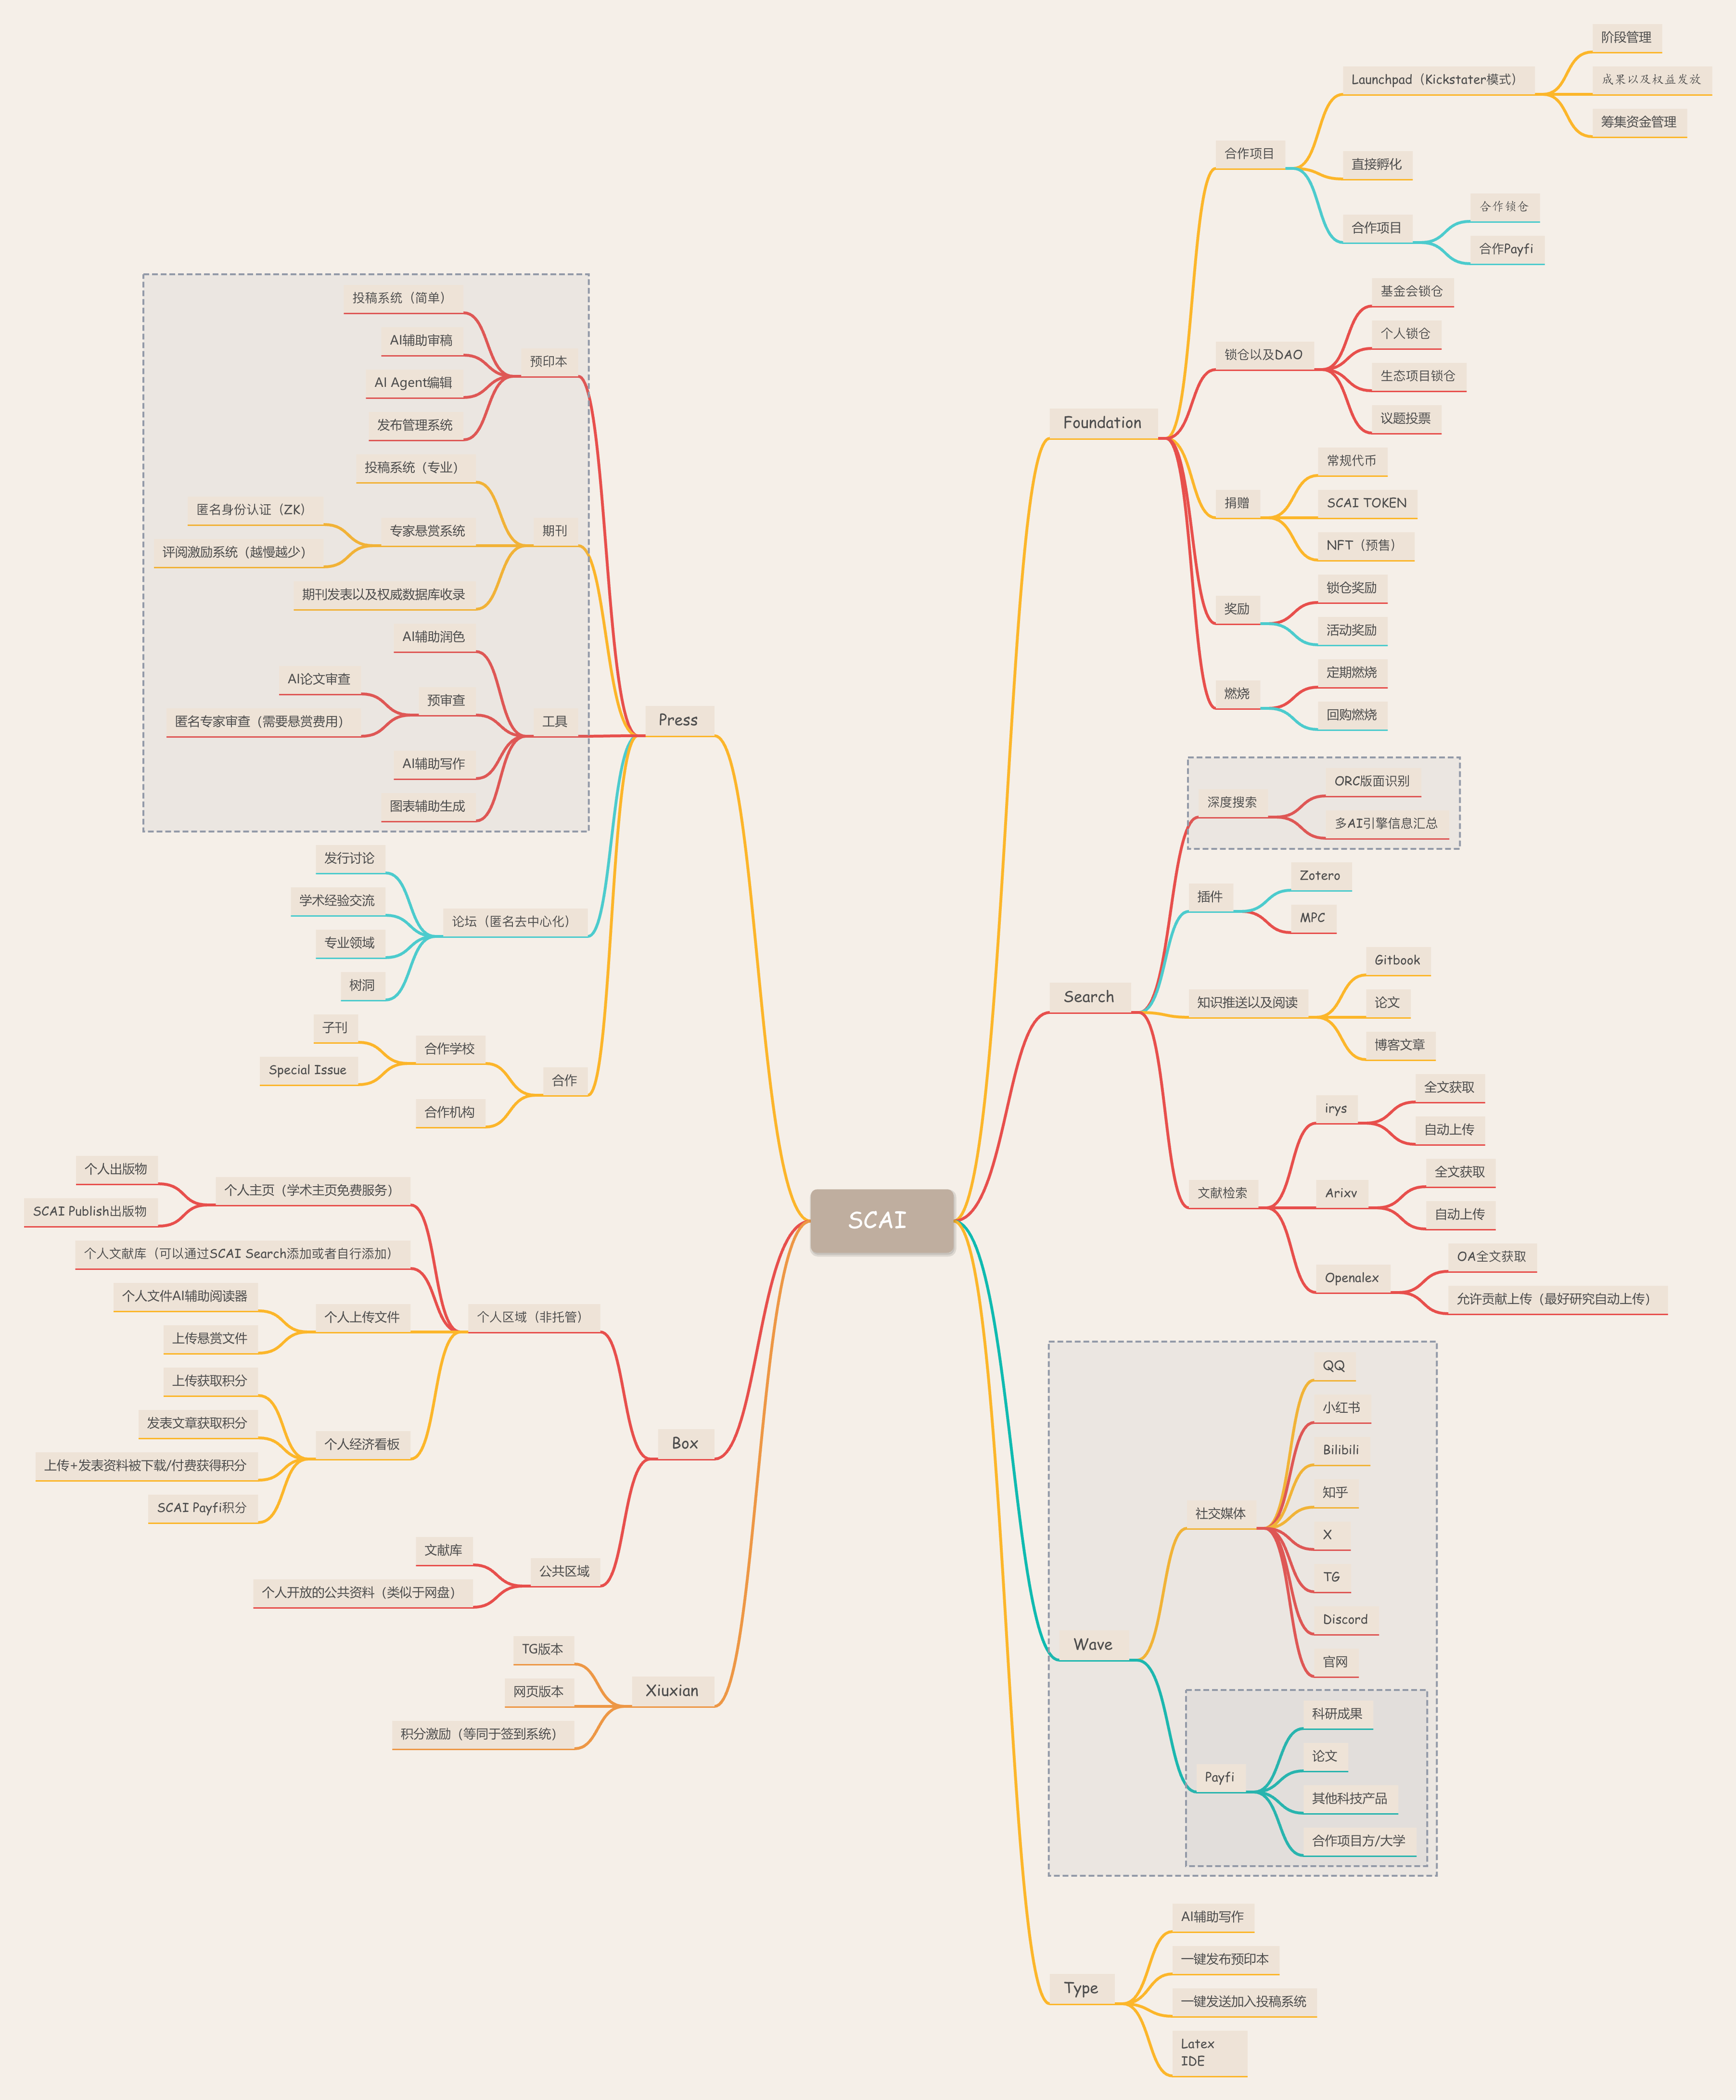 SCAI
Foundation
合作项目
Launchpad（Kickstater模式）
阶段管理
成果以及权益发放
筹集资金管理
直接孵化
合作项目
合作锁仓
合作Payfi
锁仓以及DAO
基金会锁仓
个人锁仓
生态项目锁仓
议题投票
捐赠
常规代币
SCAI TOKEN
NFT（预售）
奖励
锁仓奖励
活动奖励
燃烧
定期燃烧
回购燃烧
Search
深度搜索
ORC版面识别
多AI引擎信息汇总
插件
Zotero
MPC
知识推送以及阅读
Gitbook
论文
博客文章
文献检索
irys
全文获取
自动上传
Arixv
全文获取
自动上传
Openalex
OA全文获取
允许贡献上传（最好研究自动上传）
Wave
社交媒体
QQ
小红书
Bilibili
知乎
X
TG
Discord
官网
Payfi
科研成果
论文
其他科技产品
合作项目方/大学
Type
AI辅助写作
一键发布预印本
一键发送加入投稿系统
Latex
IDE
Press
预印本
投稿系统（简单）
AI辅助审稿
AI Agent编辑
发布管理系统
期刊
投稿系统（专业）
专家悬赏系统
匿名身份认证（ZK）
评阅激励系统（越慢越少）
期刊发表以及权威数据库收录
工具
AI辅助润色
预审查
AI论文审查
匿名专家审查（需要悬赏费用）
AI辅助写作
图表辅助生成
论坛（匿名去中心化）
发行讨论
学术经验交流
专业领域
树洞
合作
合作学校
子刊
Special Issue
合作机构
Box
个人区域（非托管）
个人主页（学术主页免费服务）
个人出版物
SCAI Publish出版物
个人文献库（可以通过SCAI Search添加或者自行添加）
个人上传文件
个人文件AI辅助阅读器
上传悬赏文件
个人经济看板
上传获取积分
发表文章获取积分
上传+发表资料被下载/付费获得积分
SCAI Payfi积分
公共区域
文献库
个人开放的公共资料（类似于网盘）
Xiuxian
TG版本
网页版本
积分激励（等同于签到系统）